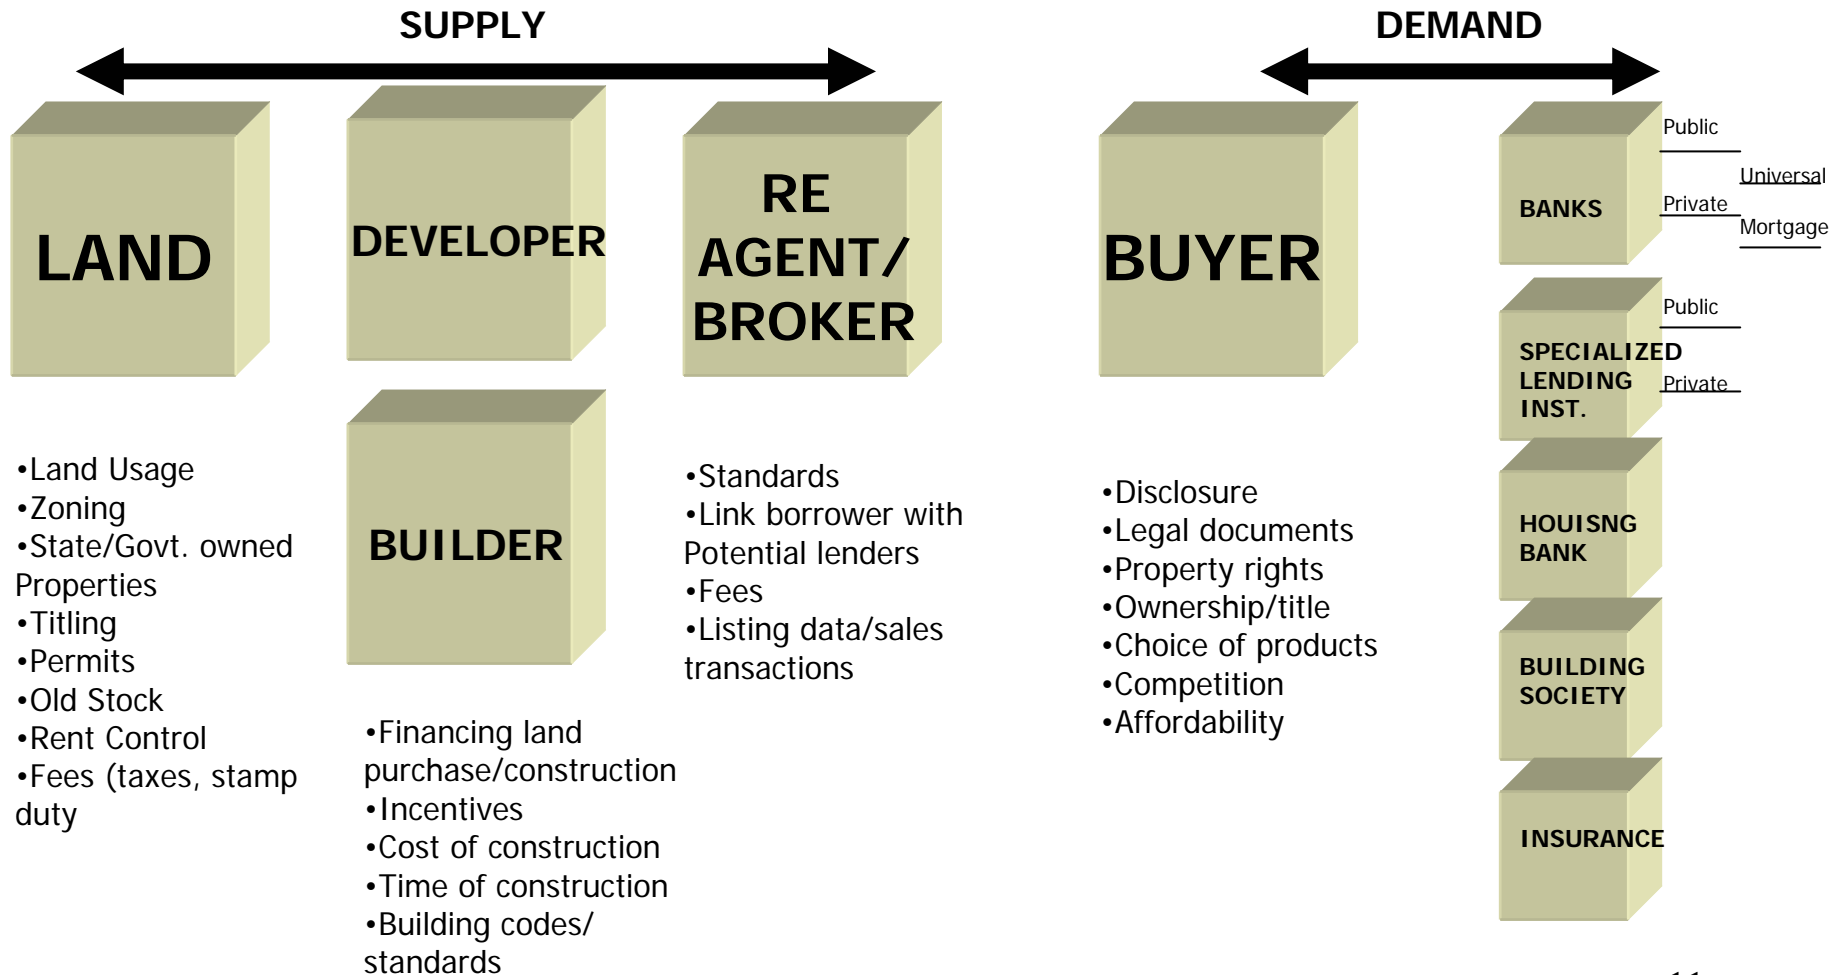 SUPPLY
DEMAND
LAND
DEVELOPER
RE
AGENT/
BROKER
BUILDER
•Land Usage
•Zoning
•State/Govt. owned
Properties
•Titling
•Permits
•Old Stock
•Rent Control
•Fees (taxes, stamp
duty
•Financing land
purchase/construction
•Incentives
•Cost of construction
•Time of construction
•Building codes/
standards
•Standards
•Link borrower with
Potential lenders
•Fees
•Listing data/sales
transactions
BUYER
•Disclosure
•Legal documents
•Property rights
•Ownership/title
•Choice of products
•Competition
•Affordability
BANKS
Public
Private
Universal
Mortgage
SPECIALIZED
LENDING
INST.
Public
Private
HOUISNG
BANK
BUILDING
SOCIETY
INSURANCE